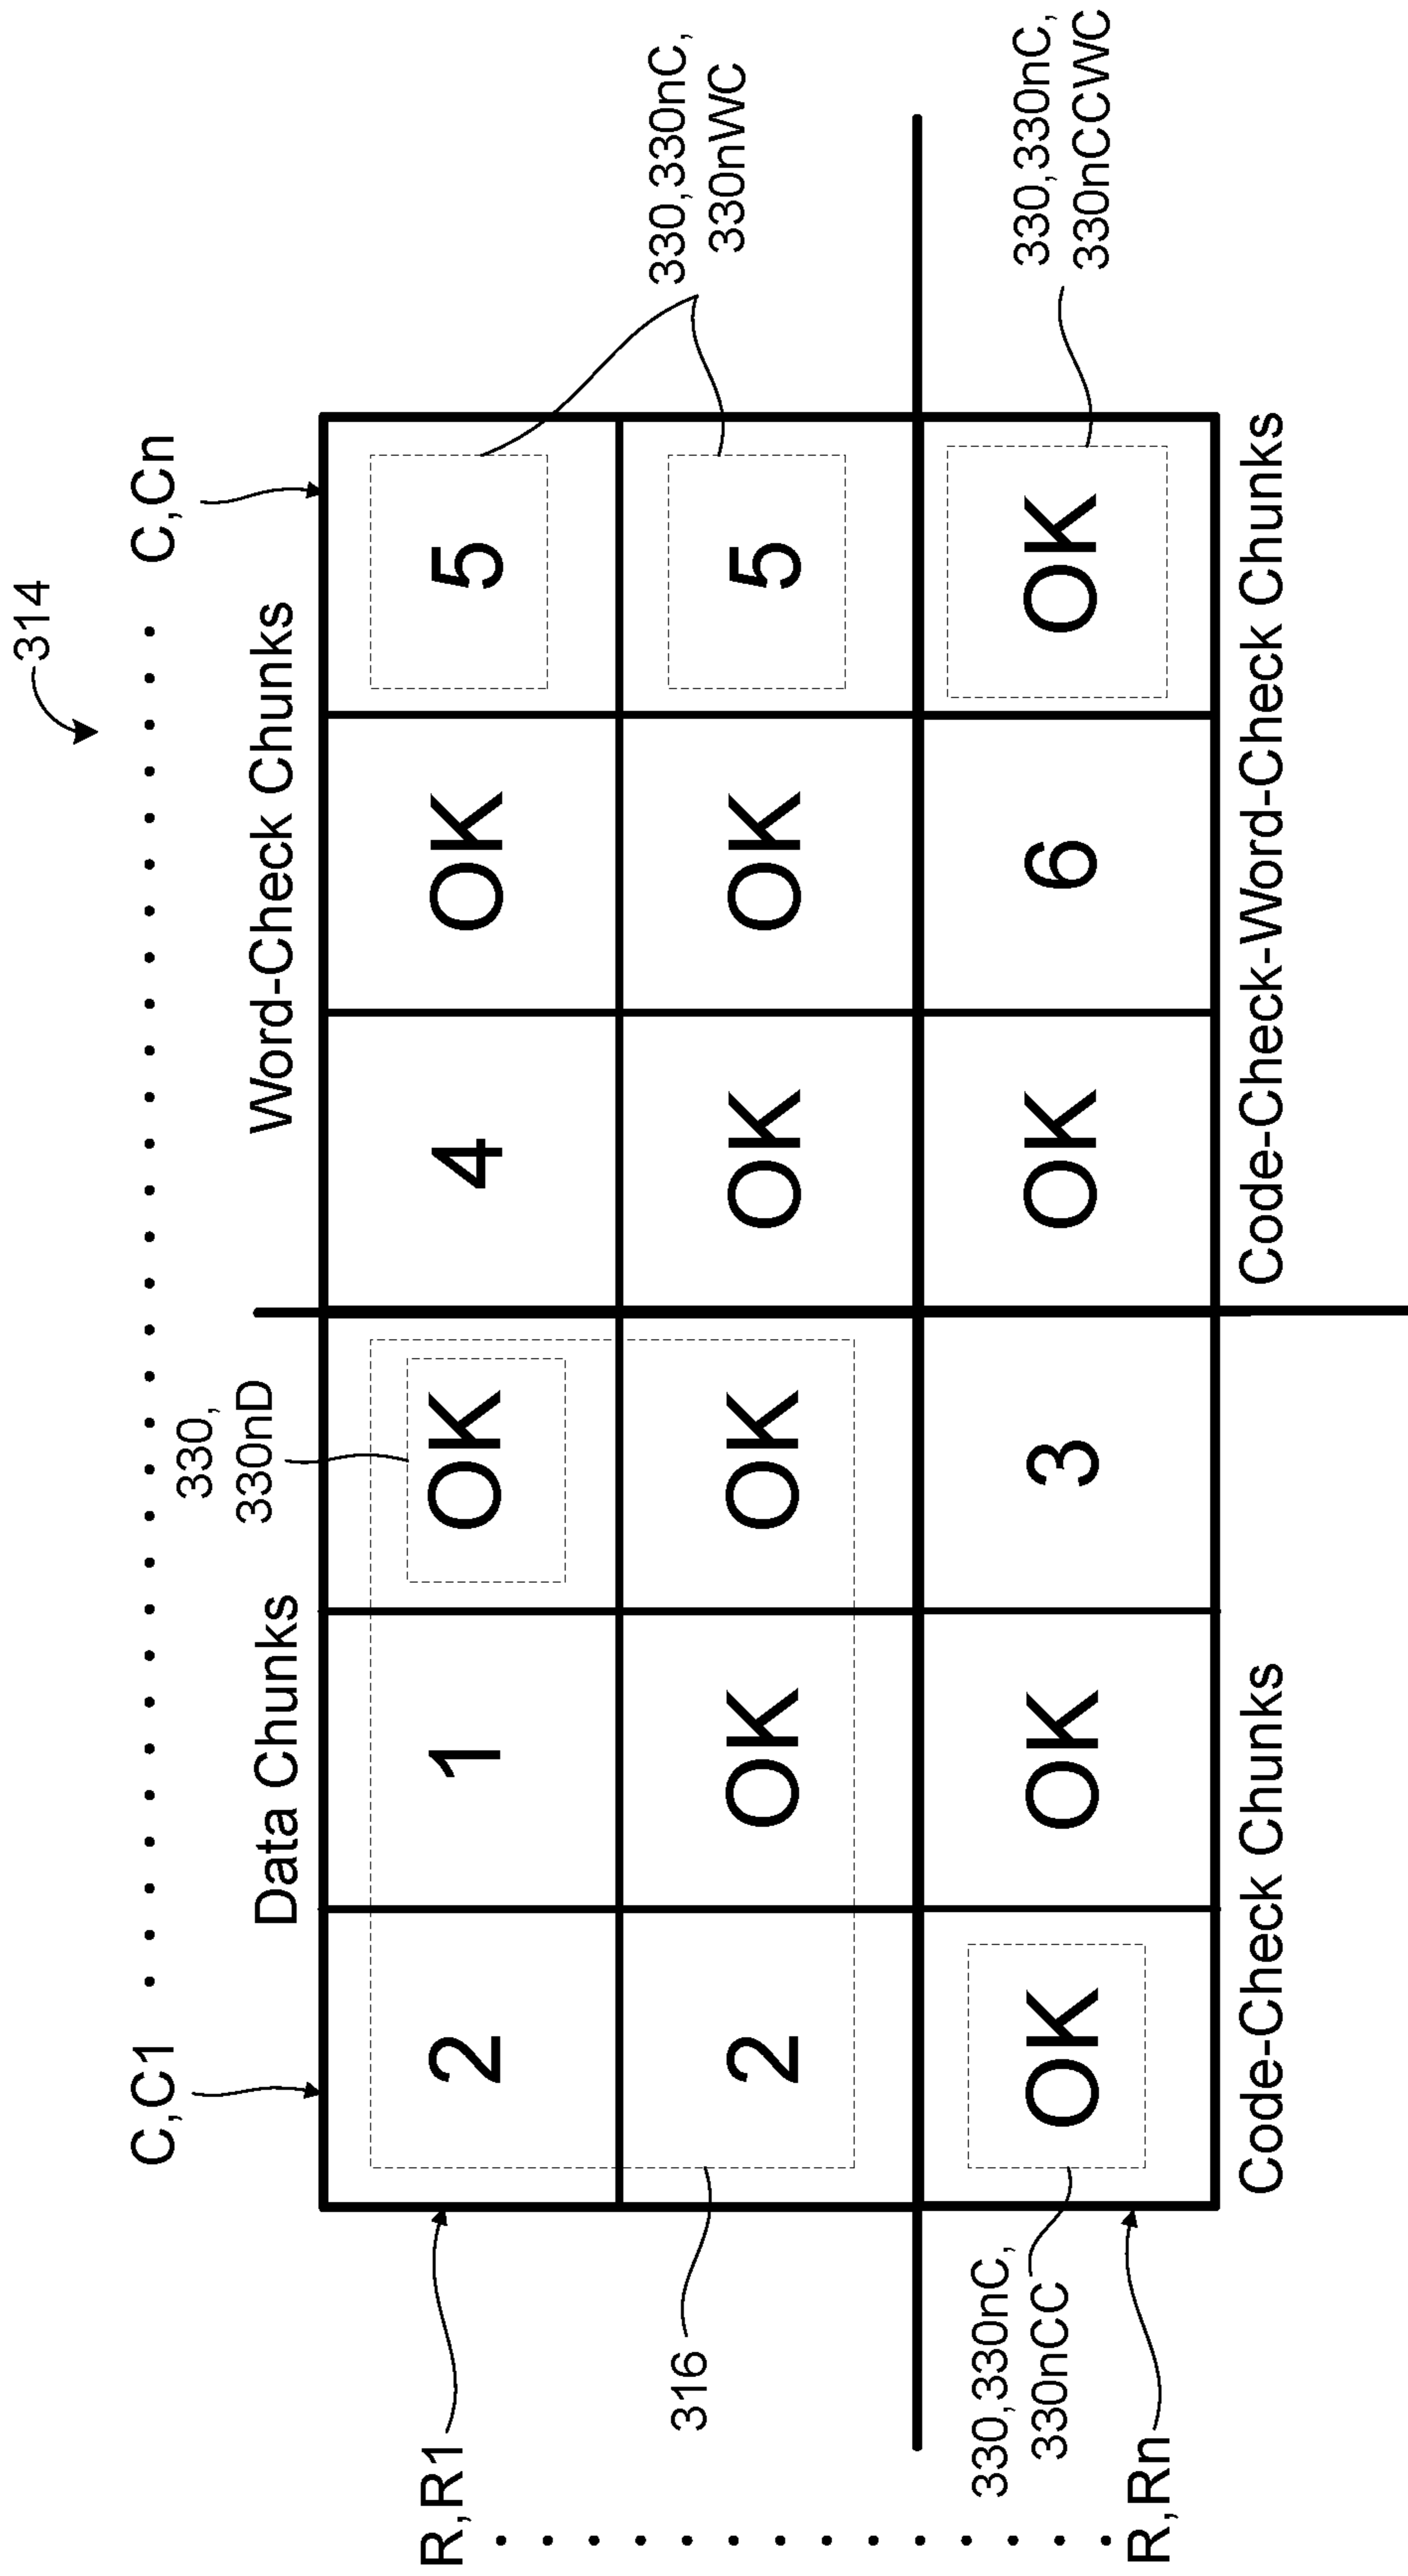 314
C,C1
C,Cn
Data Chunks
Word-Check Chunks
330,
330nD
R,R1
2
1
OK
4
OK
5
330,330nC,
330nWC
316
2
OK
OK
OK
OK
5
330,330nC,
330nCC
R,Rn
OK
OK
3
OK
6
OK
330,330nC,
330nCCWC
Code-Check Chunks
Code-Check-Word-Check Chunks